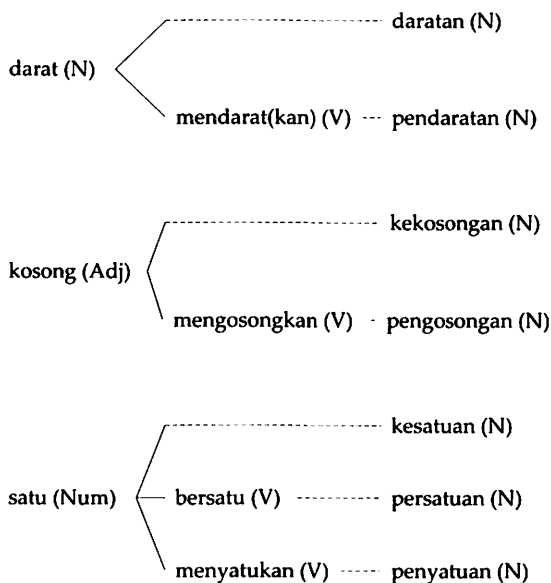 daratan (N)
darat (N)
mendarat(kan) (V) --- pendaratan (N)
kekosongan (N)
kosong (Adj)
mengosongkan (V) - pengosongan (N)
kesatuan (N)
satu (Num) bersatu (V) persatuan (N)
menyatukan (V) ----- penyatuan (N)